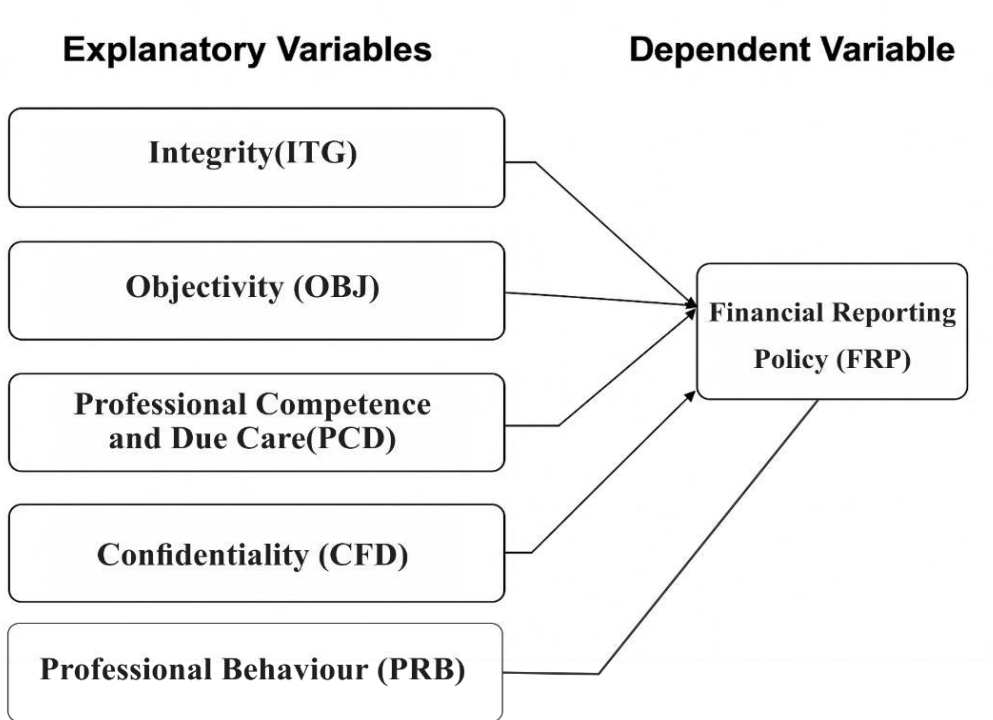 Explanatory Variables
Dependent Variable
Integrity(ITG)
Objectivity (OBJ)
Professional Competence
and Due Care(PCD)
Confidentiality (CFD)
Professional Behaviour (PRB)
Financial Reporting
Policy (FRP)